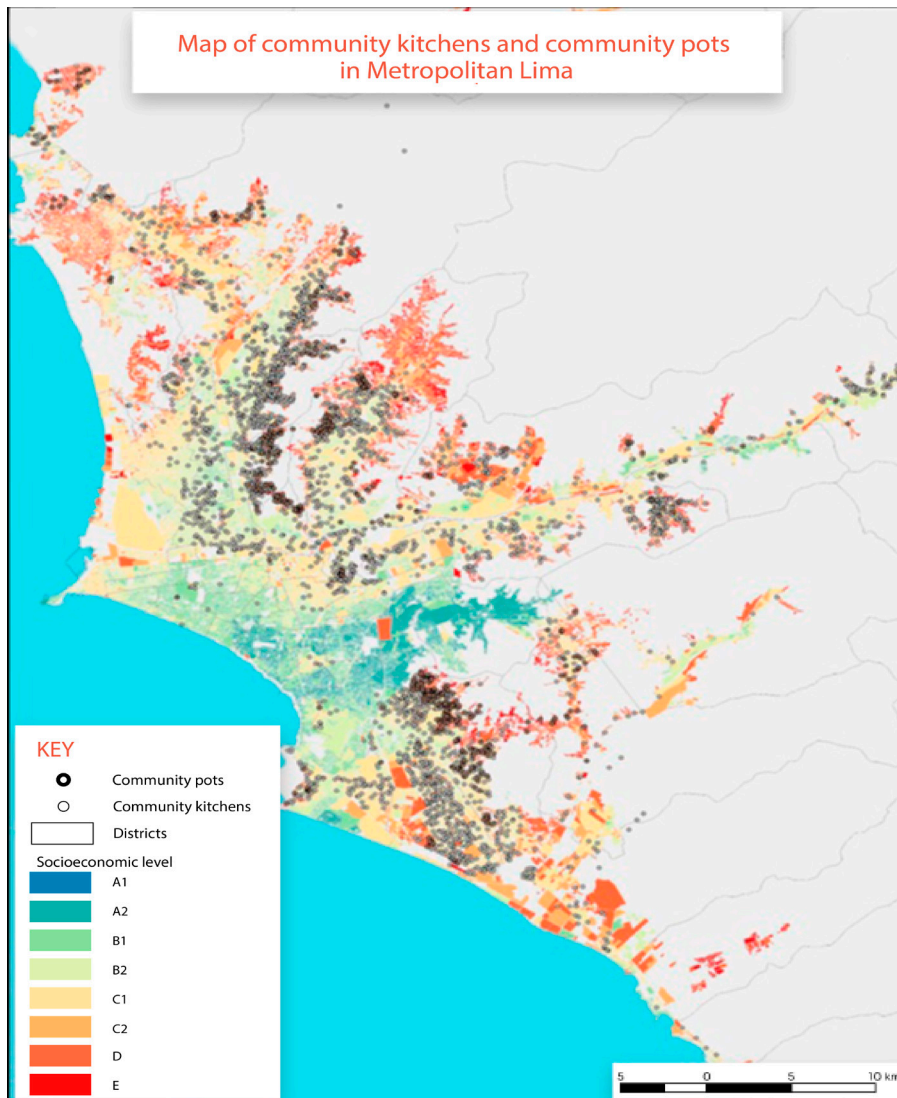 Map of community kitchens and community pots
in Metropolitan Lima
KEY
Community pots
Community kitchens
Districts
Socioeconomic level
A1
A2
B1
B2
C1
C2
D
E
5 0 5 10 km